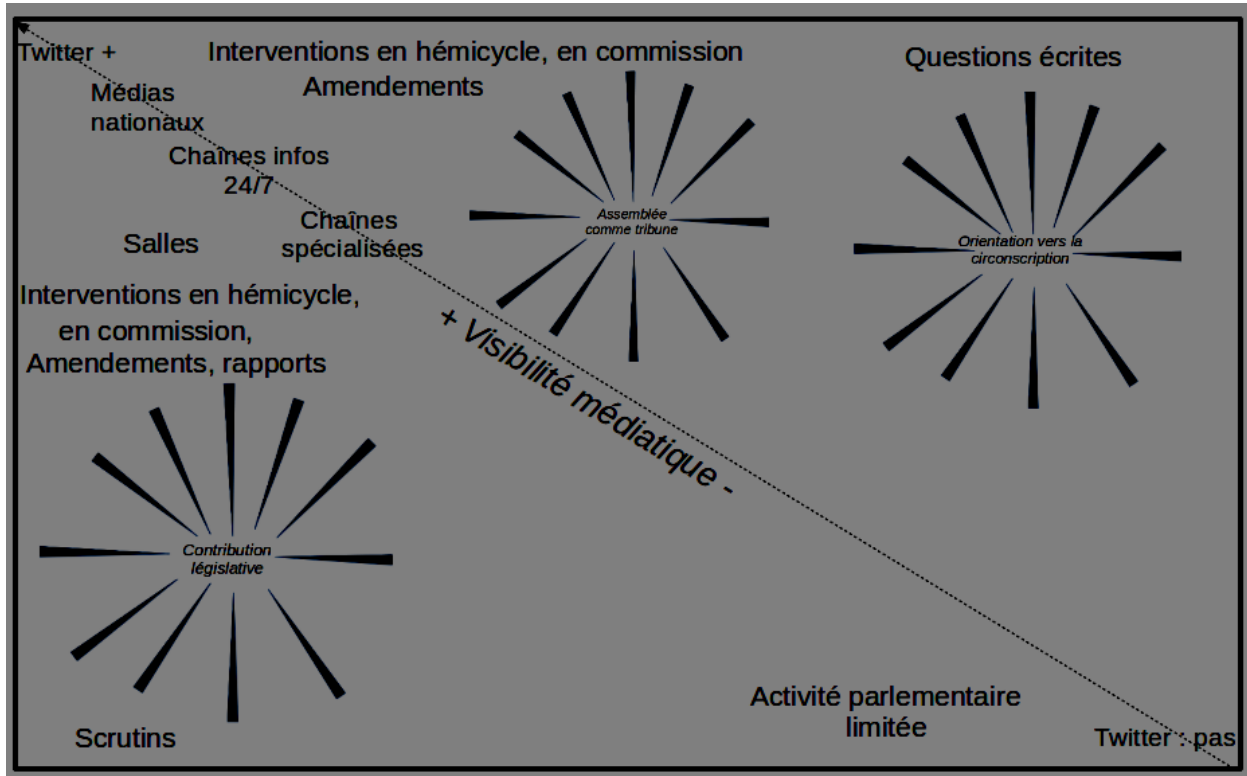 Twitter +
Interventions en hémicycle, en commission
Amendements
Questions écrites
Médias
nationaux
Chaînes infos
24/7
Chaînes
spécialisées
Salles
Assemblée
comme tribune
Orientation vers la
circonscription
Interventions en hémicycle,
en commission,
Amendements, rapports
+ Visibilité médiatique -
Contribution
législative
Activité parlementaire
limitée
Scrutins
Twitter : pas